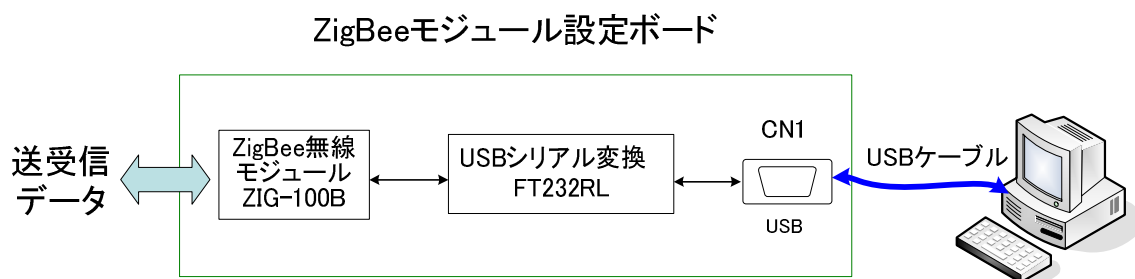 ZigBeeモジュール設定ボード
送受信
データ
ZigBee無線
モジュール
ZIG-100B
USBシリアル変換
FT232RL
CN1
USB
USBケーブル